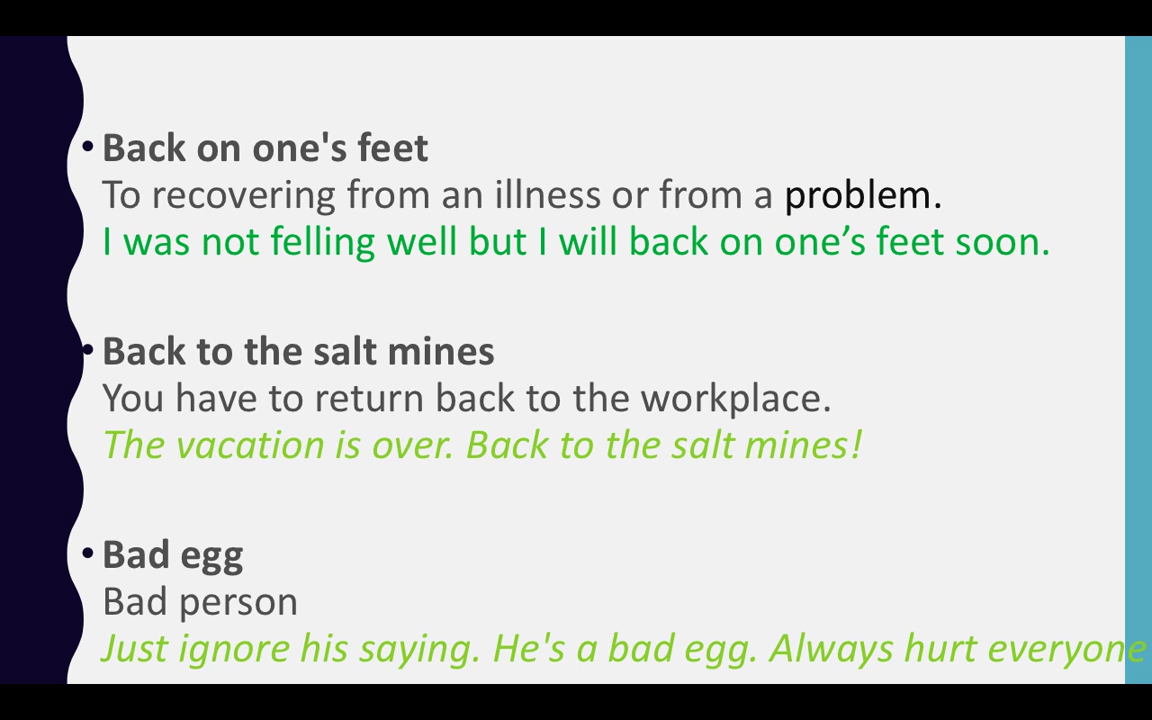 • Back on one's feet
To recovering from an illness or from a problem.
I was not felling well but I will back on one’s feet soon.
• Back to the salt mines
You have to return back to the workplace.
The vacation is over. Back to the salt mines!
• Bad egg
Bad person
Just ignore his saying. He's a bad egg. Always hurt everyone